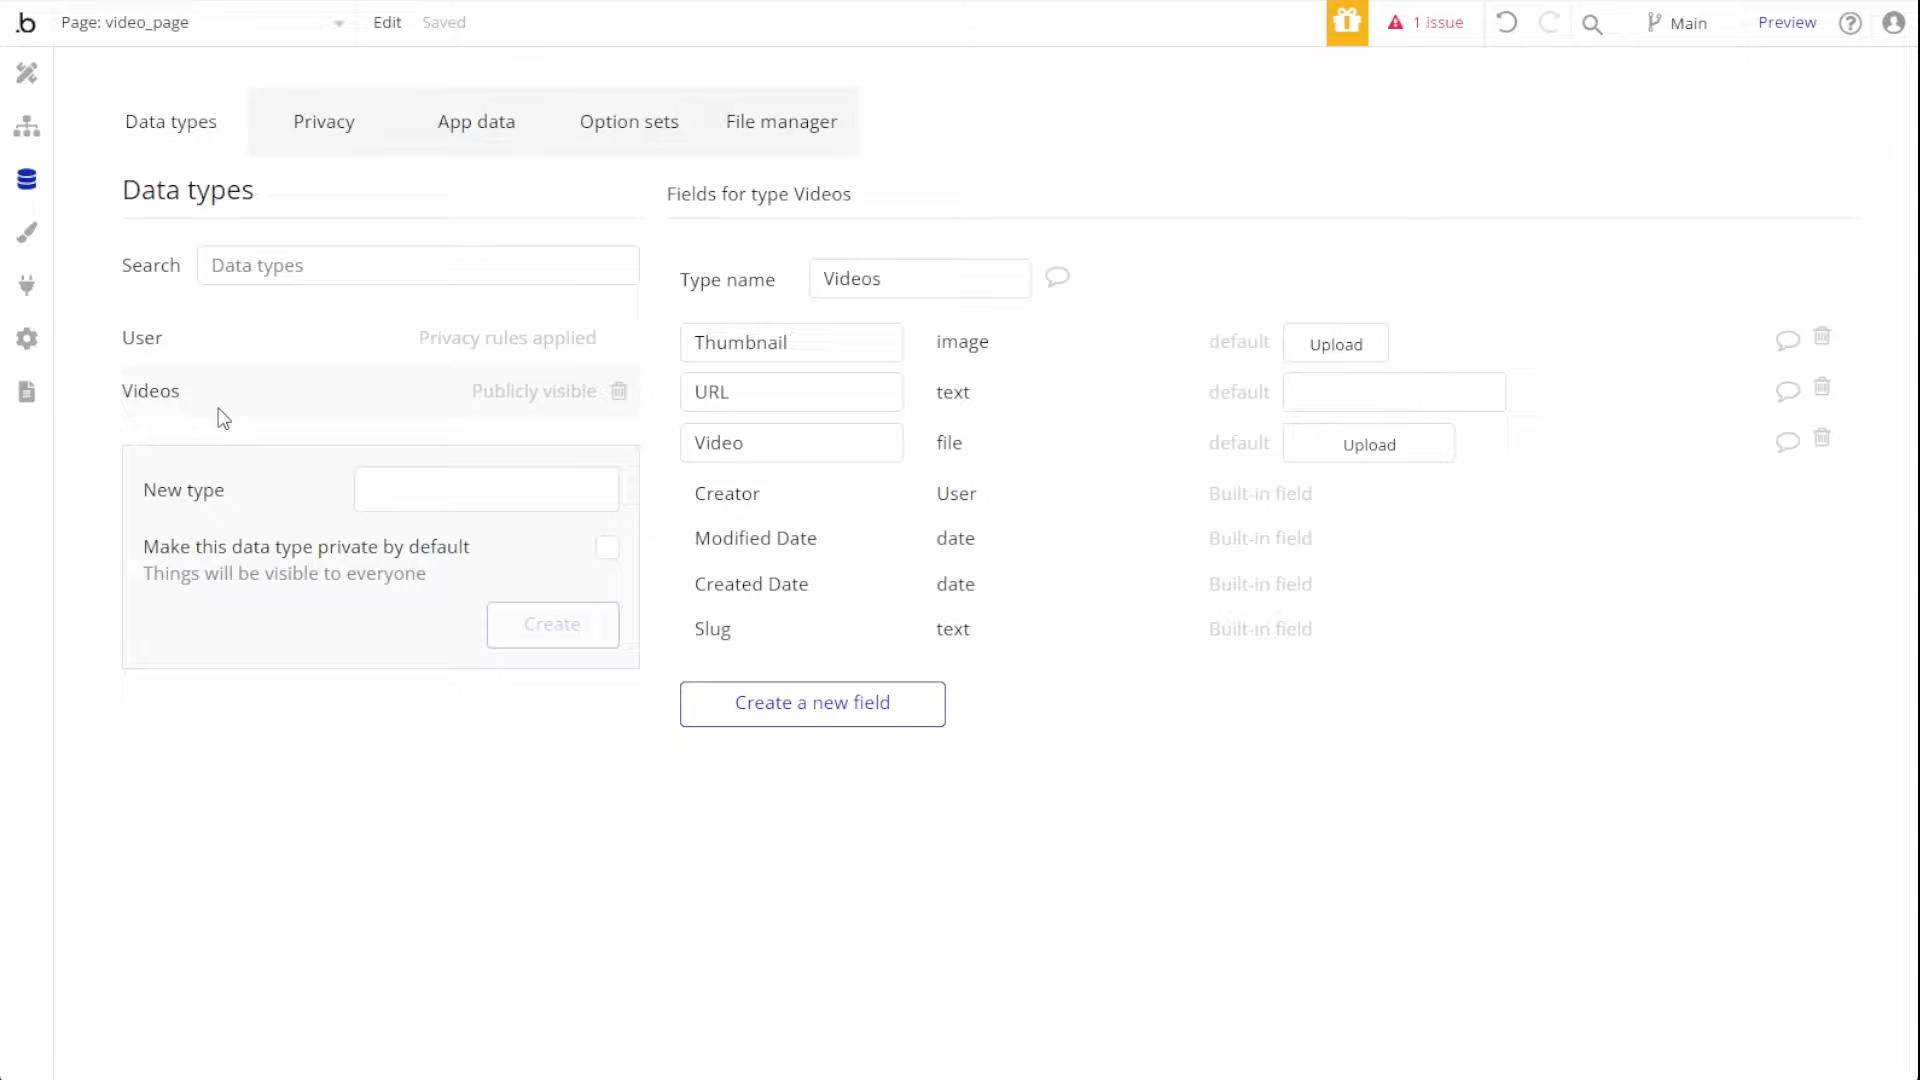 .b Page: video_page Edit Saved 1 issue Main Preview
Data types Privacy App data Option sets File manager
Data types
Search Data types
User Privacy rules applied
Videos Publicly visible
New type
Make this data type private by default
Things will be visible to everyone
Create
Fields for type Videos
Type name Videos
Thumbnail image default Upload
URL text default
Video file default Upload
Creator User Built-in field
Modified Date date Built-in field
Created Date date Built-in field
Slug text Built-in field
Create a new field